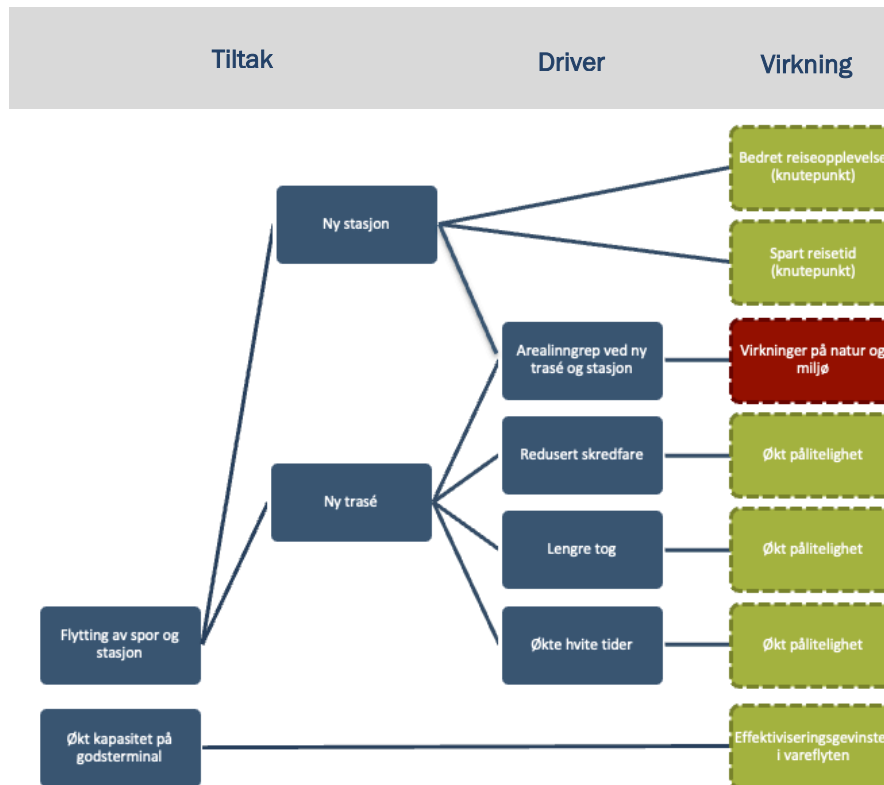 Tiltak
Driver
Virkning
Bedret reiseopplevelse
(knutepunkt)
Ny stasjon
Spart reisetid
(knutepunkt)
Arealinngrep ved ny
trasé og stasjon
Virkninger på natur og
miljø
Redusert skredfare
Økt pålitelighet
Ny trasé
Lengre tog
Økt pålitelighet
Flytting av spor og
stasjon
Økte hvite tider
Økt pålitelighet
Økt kapasitet på
godsterminal
Effektiviseringsgevinste
i vareflyten